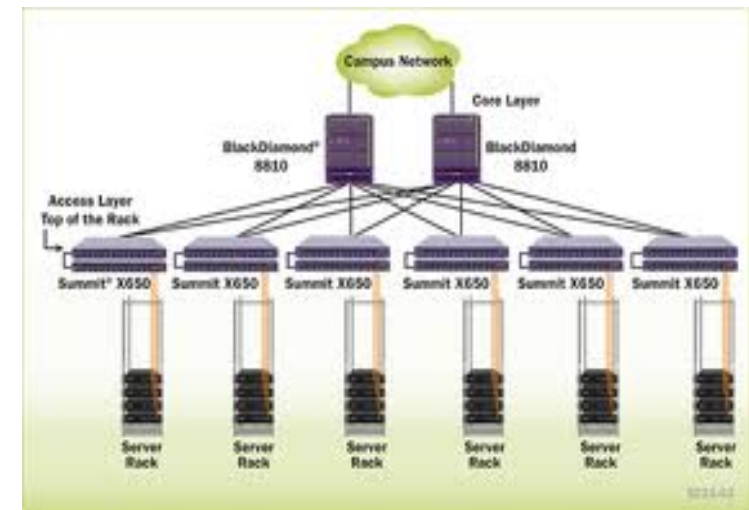 Campus Network
Core Layer
BlackDiamond®
8810
BlackDiamond
8810
Access Layer
Top of the Rack
Summit® X650
Summit X650
Summit X650
Summit X650
Summit X650
Summit X650
Server
Rack
Server
Rack
Server
Rack
Server
Rack
Server
Rack
Server
Rack